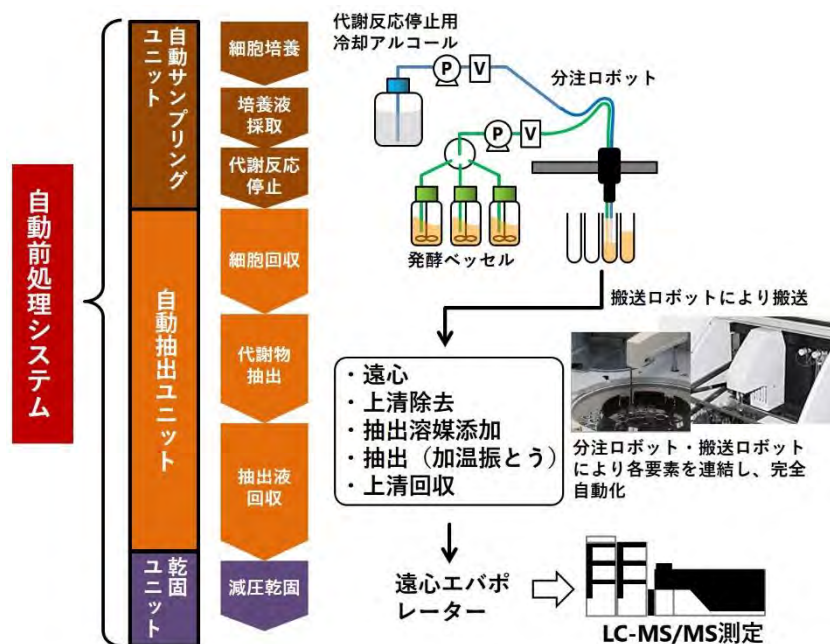 自動前処理システム
自動サンプリング
ユニット
自動抽出ユニット
乾固
ユニット
細胞培養
培養液
採取
代謝反応
停止
細胞回収
代謝物
抽出
抽出液
回収
減圧乾固
代謝反応停止用
冷却アルコール
P
V
分注ロボット
P
V
発酵ベッセル
搬送ロボットにより搬送
・遠心
・上清除去
・抽出溶媒添加
・抽出（加温振とう）
・上清回収
分注ロボット・搬送ロボット
により各要素を連結し、完全
自動化
遠心エバポ
レーター
LC-MS/MS測定